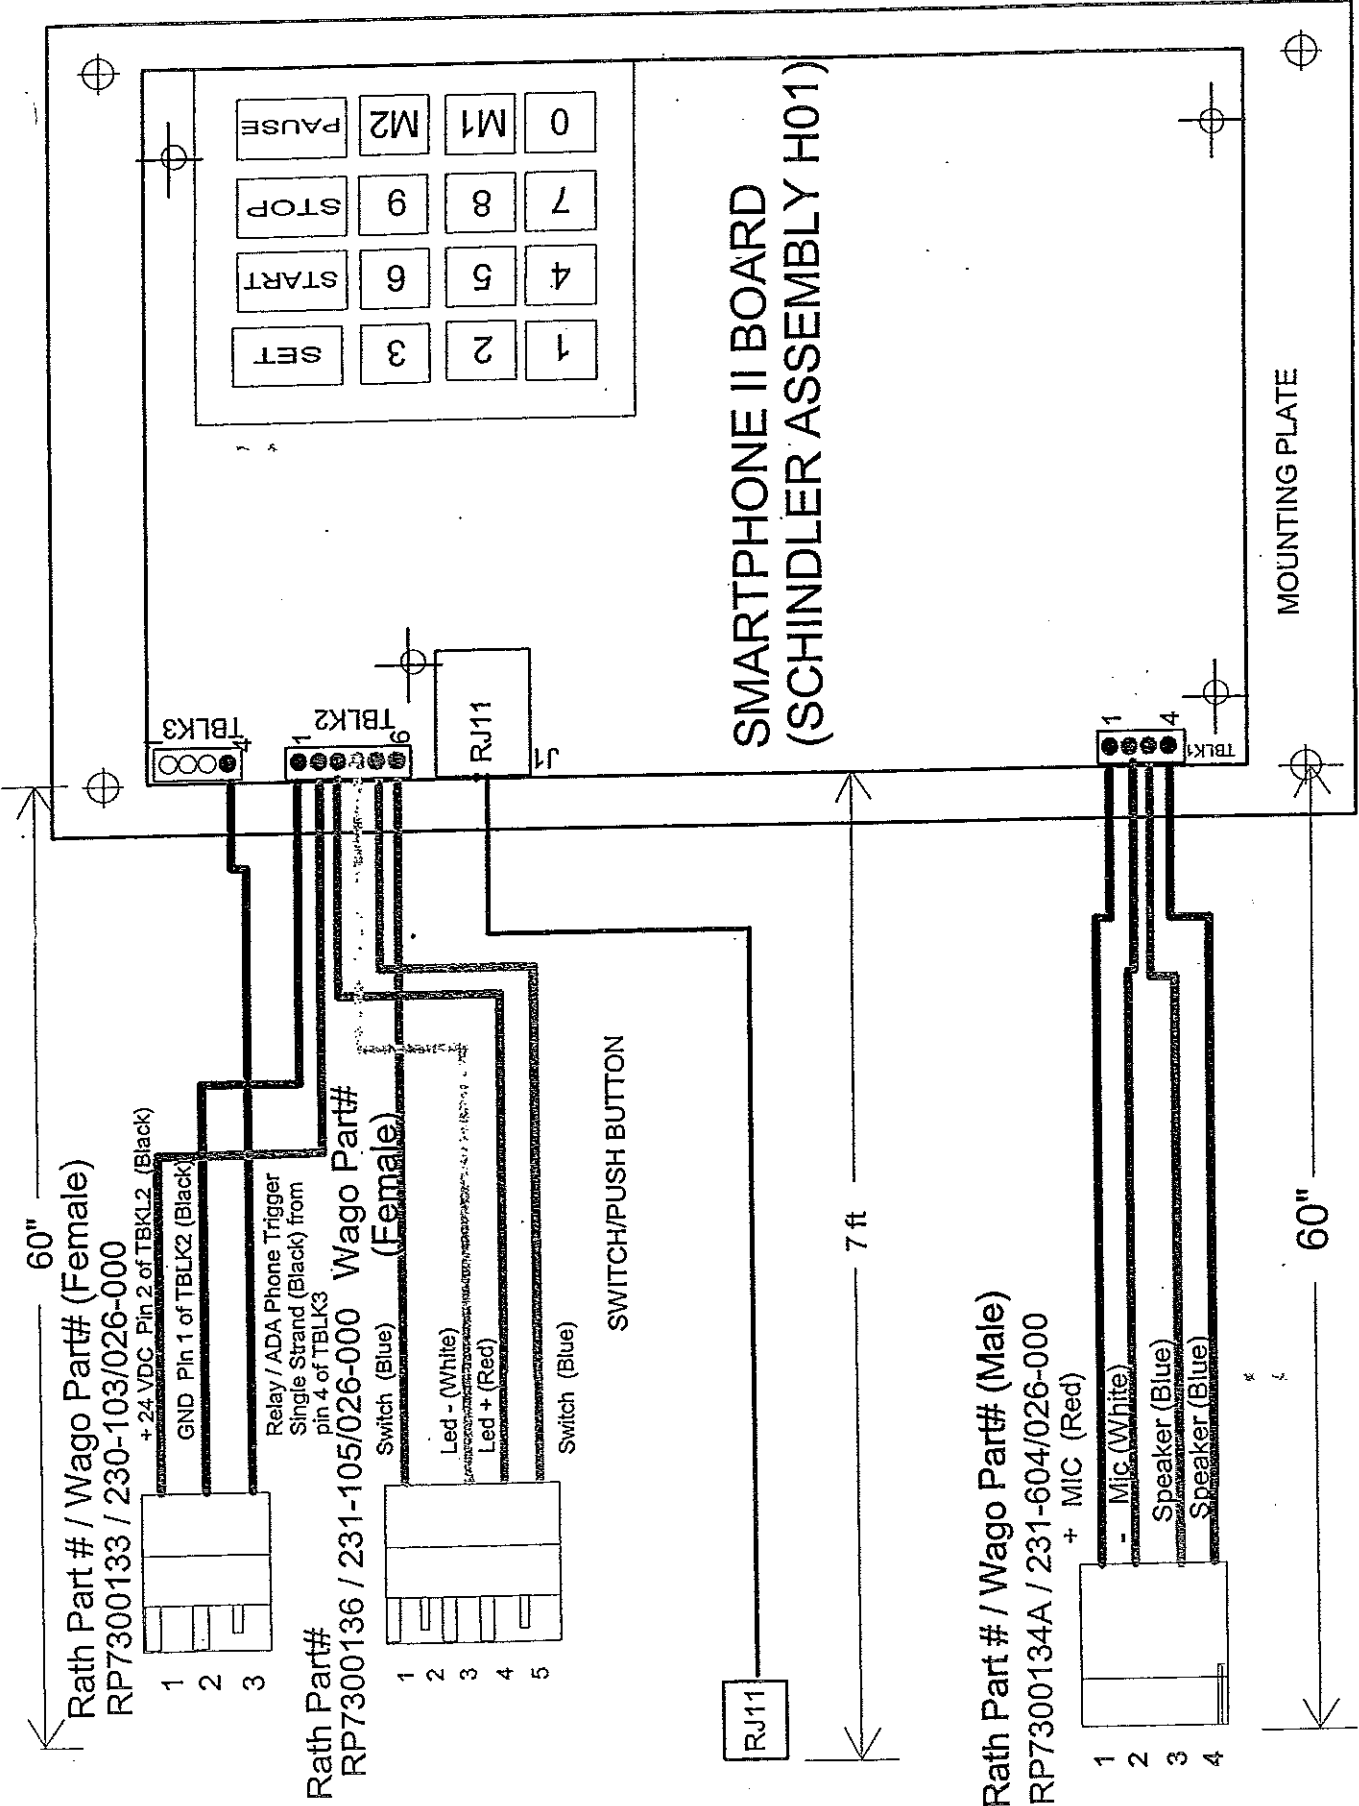 60"
Rath Part # / Wago Part# (Female)
RP7300133 / 230-103/026-000
+ 24 VDC Pin 2 of TBKL2 (Black)
GND PIn 1 of TBLK2 (Black)
Relay / ADA Phone Trigger
Single Strand (Black) from
pin 4 of TBLK3
1
2
3
Rath Part#
RP7300136 / 231-105/026-000 Wago Part#
(Female)
Switch (Blue)
Led - (White)
Led + (Red)
Switch (Blue)
1
2
3
4
5
SWITCH/PUSH BUTTON
RJ11
7 ft
Rath Part # / Wago Part# (Male)
RP7300134A / 231-604/026-000
+ MIC (Red)
- Mic (White)
Speaker (Blue)
Speaker (Blue)
1
2
3
4
60"
TBLK3
1
4
TBLK2
1
6
RJ11
J1
TBLK1
1
4
SET
START
STOP
PAUSE
3
6
9
M2
2
5
8
M1
1
4
7
0
SMARTPHONE II BOARD
(SCHINDLER ASSEMBLY H01)
MOUNTING PLATE